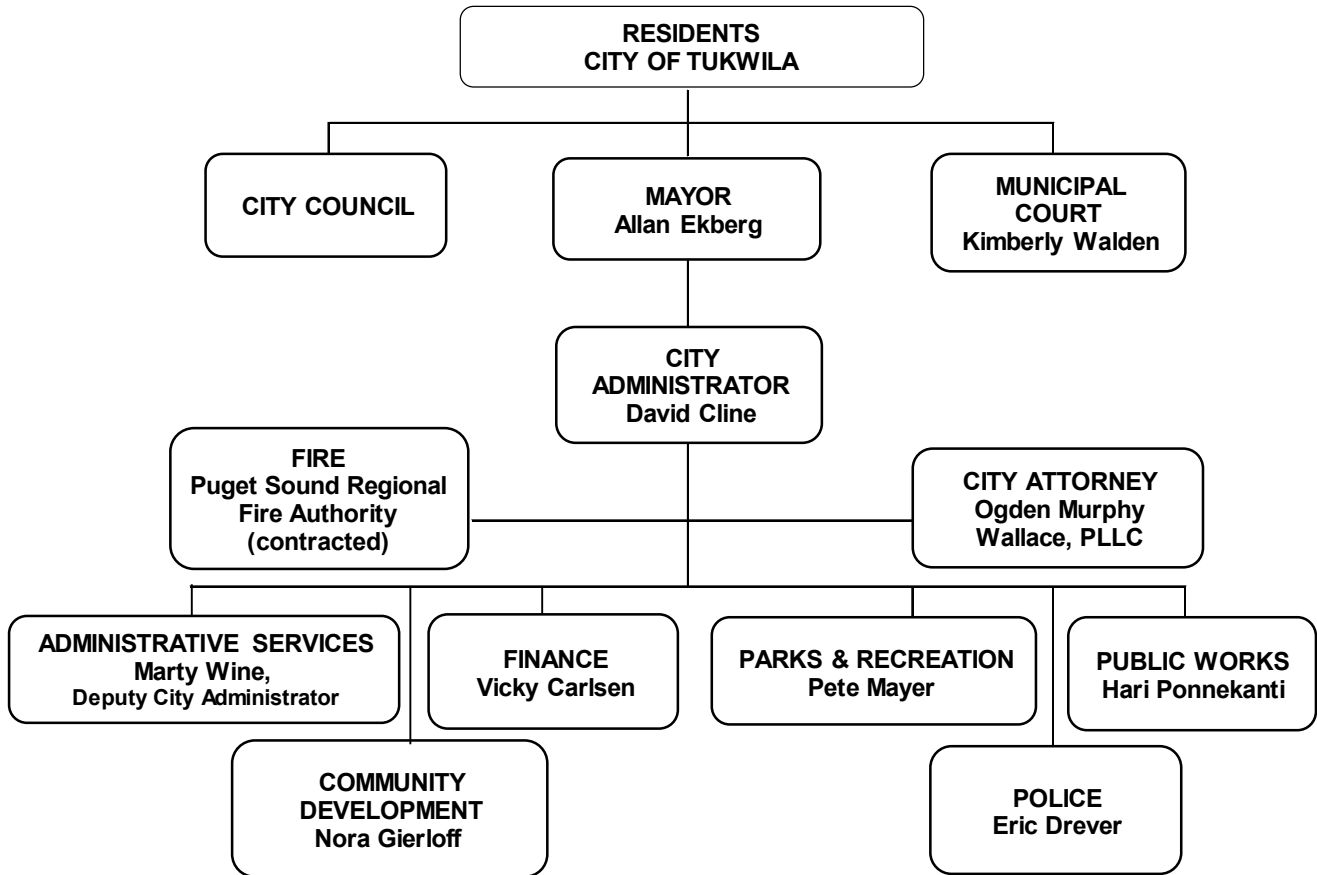 RESIDENTS
CITY OF TUKWILA
CITY COUNCIL
MAYOR
Allan Ekberg
MUNICIPAL
COURT
Kimberly Walden
CITY
ADMINISTRATOR
David Cline
FIRE
Puget Sound Regional
Fire Authority
(contracted)
CITY ATTORNEY
Ogden Murphy
Wallace, PLLC
ADMINISTRATIVE SERVICES
Marty Wine,
Deputy City Administrator
FINANCE
Vicky Carlsen
PARKS & RECREATION
Pete Mayer
PUBLIC WORKS
Hari Ponnekanti
COMMUNITY
DEVELOPMENT
Nora Gierloff
POLICE
Eric Drever